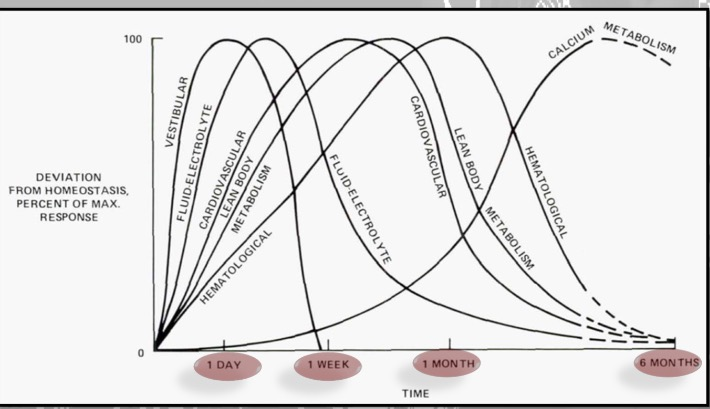 100
DEVIATION
FROM HOMEOSTASIS,
PERCENT OF MAX.
RESPONSE
0
VESTIBULAR
FLUID-ELECTROLYTE
CARDIOVASCULAR
LEAN BODY
METABOLISM
HEMATOLOGICAL
FLUID-ELECTROLYTE
CARDIOVASCULAR
LEAN BODY
METABOLISM
HEMATOLOGICAL
CALCIUM METABOLISM
1 DAY
1 WEEK
1 MONTH
6 MONTHS
TIME